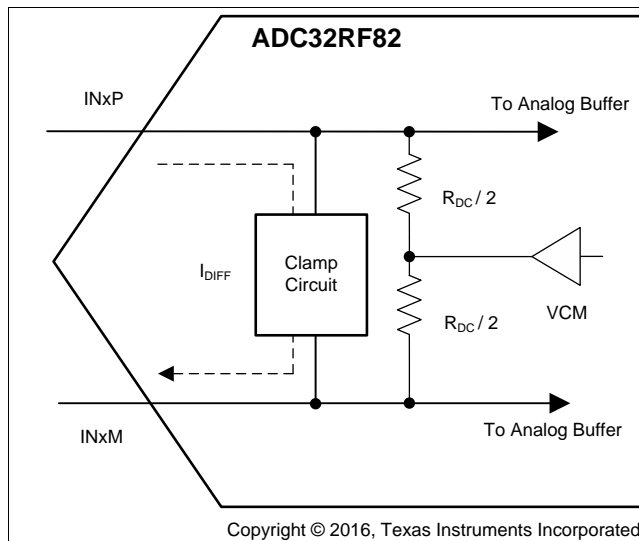 ADC32RF82
INxP
To Analog Buffer
R_DC / 2
I_DIFF
Clamp
Circuit
VCM
R_DC / 2
INxM
To Analog Buffer
Copyright © 2016, Texas Instruments Incorporated